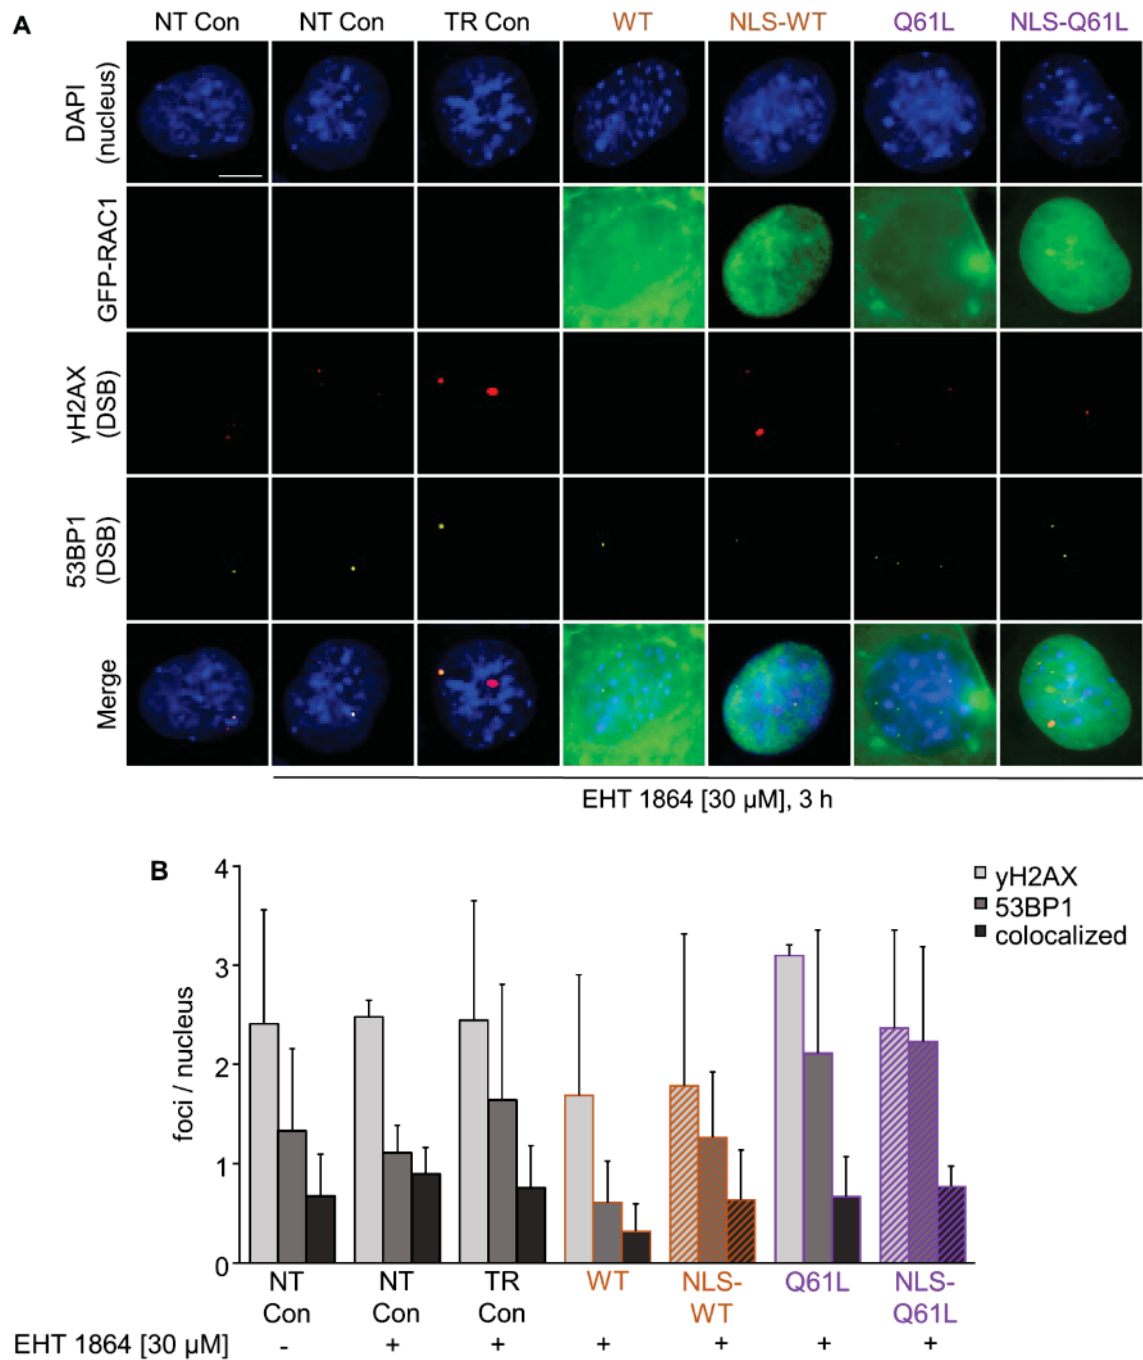 A
NT Con NT Con TR Con WT NLS-WT Q61L NLS-Q61L
DAPI
(nucleus)
GFP-RAC1
γH2AX
(DSB)
53BP1
(DSB)
Merge
EHT 1864 [30 µM], 3 h
B
foci / nucleus
4
3
2
1
0
yH2AX
53BP1
colocalized
NT
Con
NT
Con
TR
Con
WT
NLS-
WT
Q61L
NLS-
Q61L
EHT 1864 [30 µM] - + + + + + +